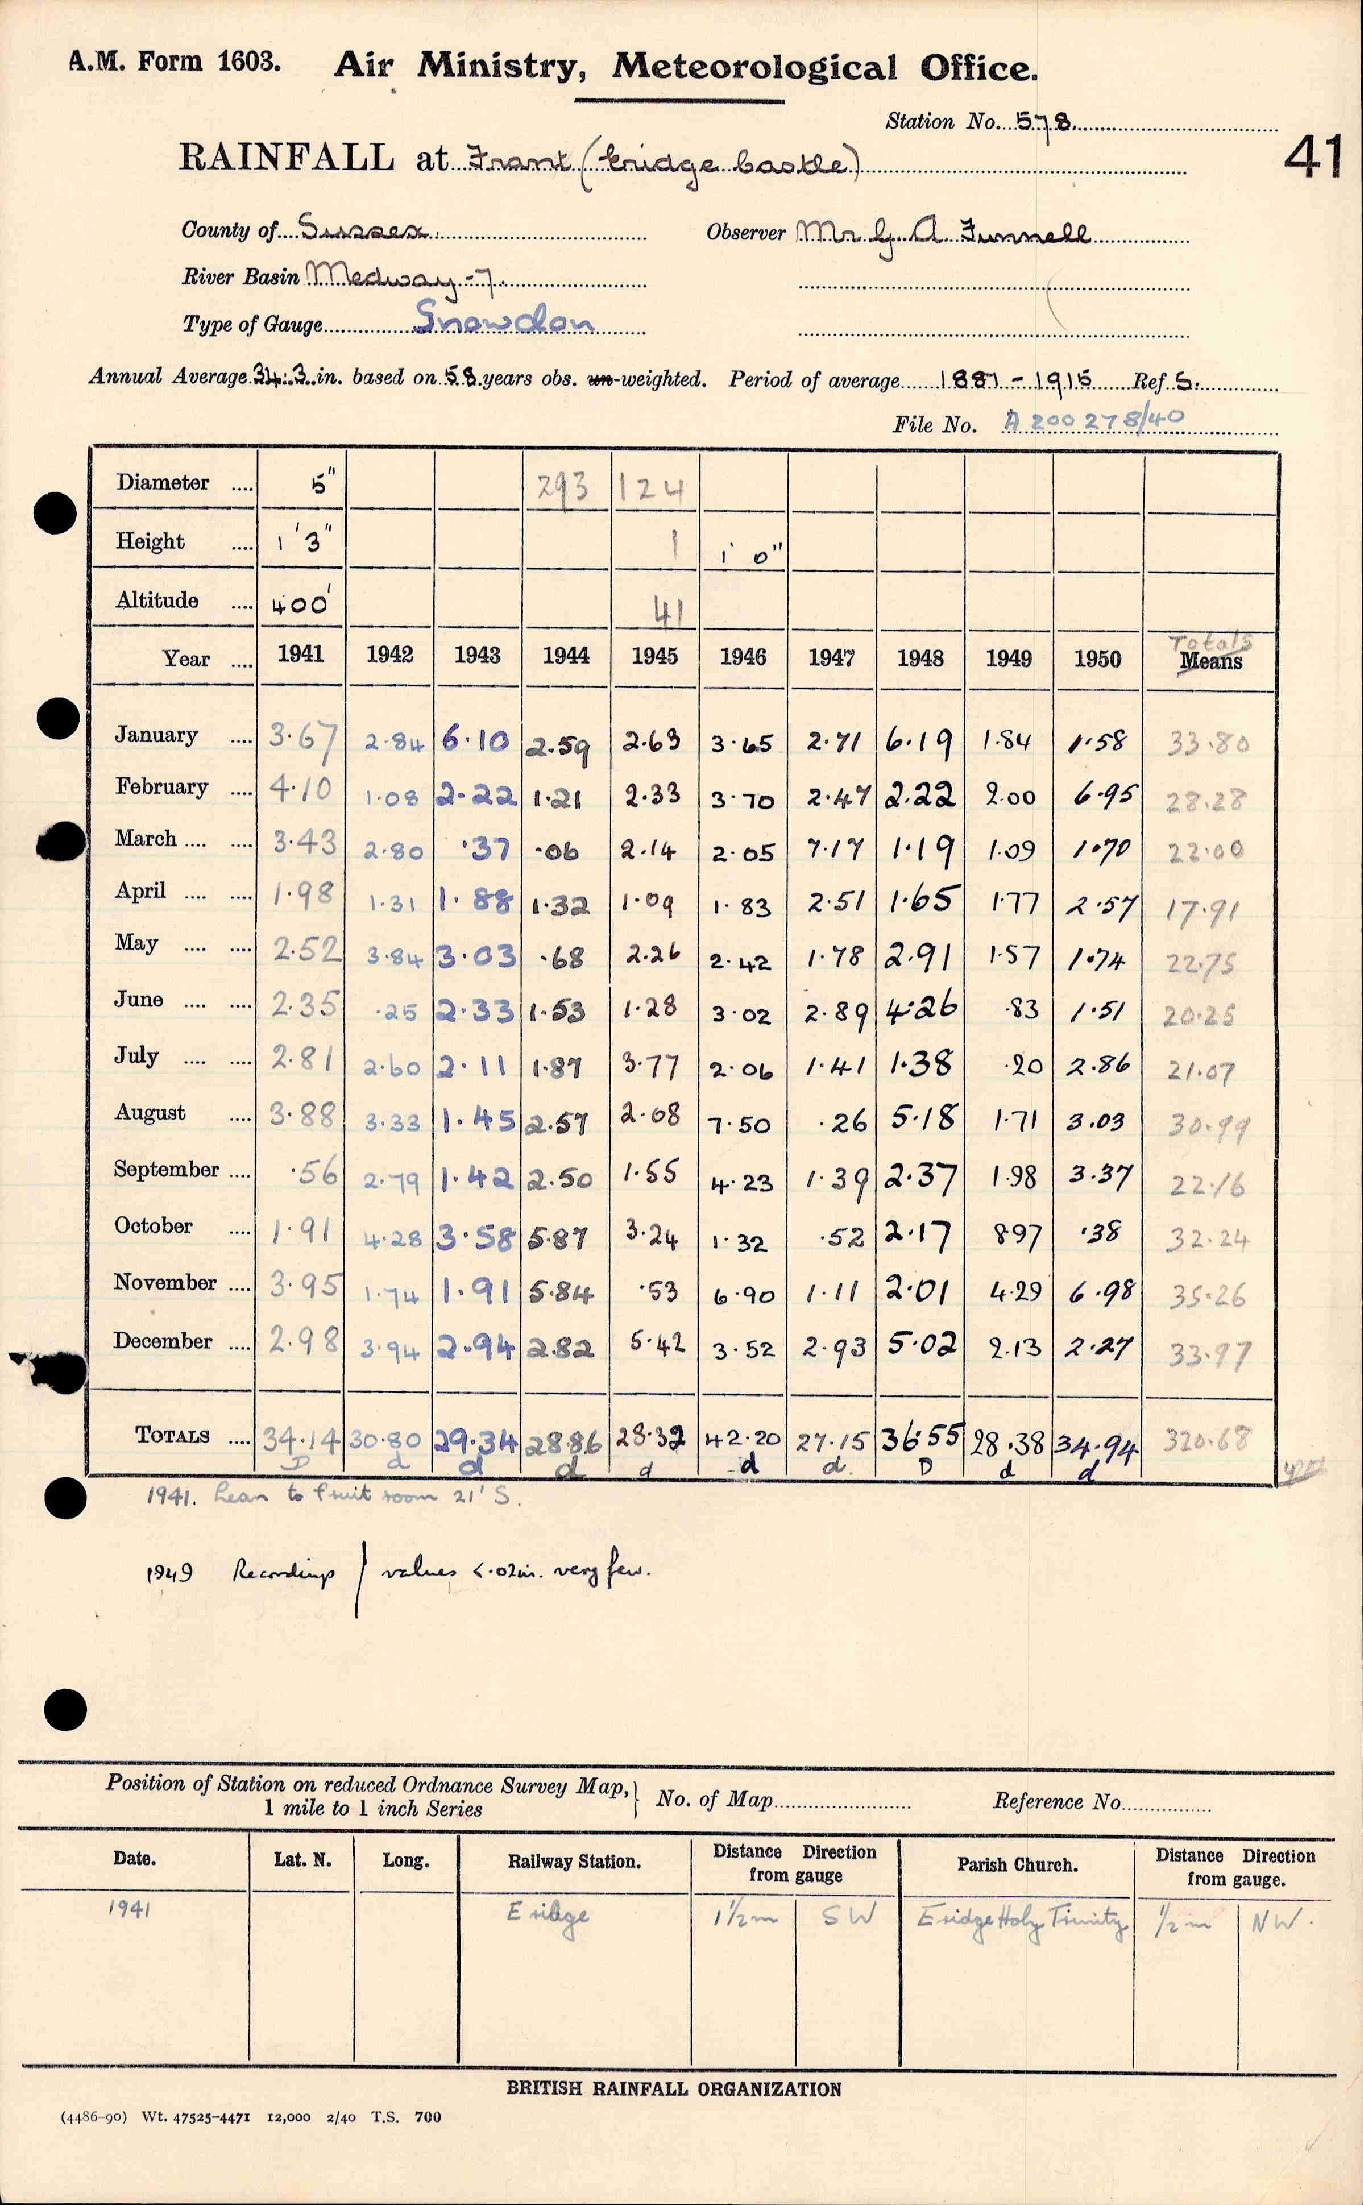 A.M. Form 1603. Air Ministry, Meteorological Office.
Station No. 578
41
RAINFALL at Frant (Eridge Castle)
County of Sussex. Observer Mr G. A. Funnell
River Basin Medway-7.
Type of Gauge Snowdon
Annual Average 34.3 in. based on 58 years obs. un-weighted. Period of average 1881-1915 Ref S.
File No. A 200 278/40
Diameter .... 5" 293 124
Height .... 1' 3" 1 1' 0"
Altitude .... 400' 41
Totals
Year .... 1941 1942 1943 1944 1945 1946 1947 1948 1949 1950 Means
January .... 3.67 2.84 6.10 2.59 2.63 3.65 2.71 6.19 1.84 1.58 33.80
February .... 4.10 1.08 2.22 1.21 2.33 3.70 2.47 2.22 2.00 6.95 28.28
March .... .... 3.43 2.80 .37 .06 2.14 2.05 7.17 1.19 1.09 1.70 22.00
April .... .... 1.98 1.31 1.88 1.32 1.09 1.83 2.51 1.65 1.77 2.57 17.91
May .... .... 2.52 3.84 3.03 .68 2.26 2.42 1.78 2.91 1.57 1.74 22.75
June .... .... 2.35 .25 2.33 1.53 1.28 3.02 2.89 4.26 .83 1.51 20.25
July .... .... 2.81 2.60 2.11 1.87 3.77 2.06 1.41 1.38 .20 2.86 21.07
August .... 3.88 3.33 1.45 2.57 2.08 7.50 .26 5.18 1.71 3.03 30.99
September .... .56 2.79 1.42 2.50 1.55 4.23 1.39 2.37 1.98 3.37 22.16
October .... 1.91 4.28 3.58 5.87 3.24 1.32 .52 2.17 8.97 .38 32.24
November .... 3.95 1.74 1.91 5.84 .53 6.90 1.11 2.01 4.29 6.98 35.26
December .... 2.98 3.94 2.94 2.82 5.42 3.52 2.93 5.02 2.13 2.27 33.97
TOTALS .... 34.14 30.80 29.34 28.86 28.32 42.20 27.15 36.55 28.38 34.94 320.68
D d d d d d d D d d
1941. Lean to fruit room 21' S.
1949 Recordings / values <.02in. very few.
Position of Station on reduced Ordnance Survey Map, 1 mile to 1 inch Series No. of Map Reference No.
Date. Lat. N. Long. Railway Station. Distance Direction from gauge Parish Church. Distance Direction from gauge.
1941 Eridge 1½ m SW Eridge Holy Trinity ½ m NW.
BRITISH RAINFALL ORGANIZATION
(4486-90) Wt. 47525-4471 12,000 2/40 T.S. 700